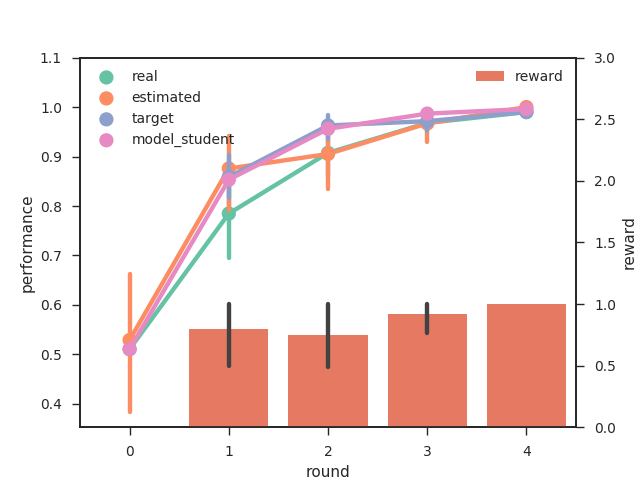 real
estimated
target
model_student
reward
1.1
1.0
0.9
0.8
0.7
0.6
0.5
0.4
performance
3.0
2.5
2.0
1.5
1.0
0.5
0.0
reward
0 1 2 3 4
round